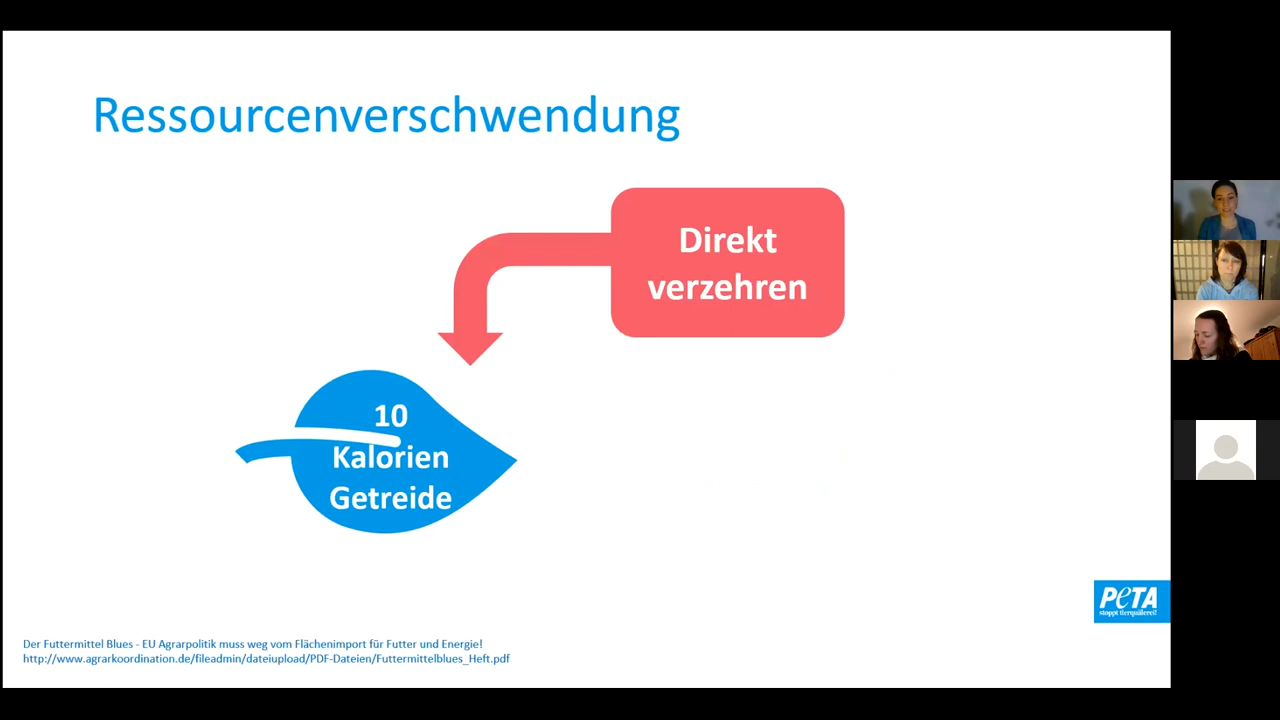 Ressourcenverschwendung
Direkt
verzehren
10
Kalorien
Getreide
PeTA
stoppt tierquälerei!
Der Futtermittel Blues - EU Agrarpolitik muss weg vom Flächenimport für Futter und Energie!
http://www.agrarkoordination.de/fileadmin/dateiupload/PDF-Dateien/Futtermittelblues_Heft.pdf